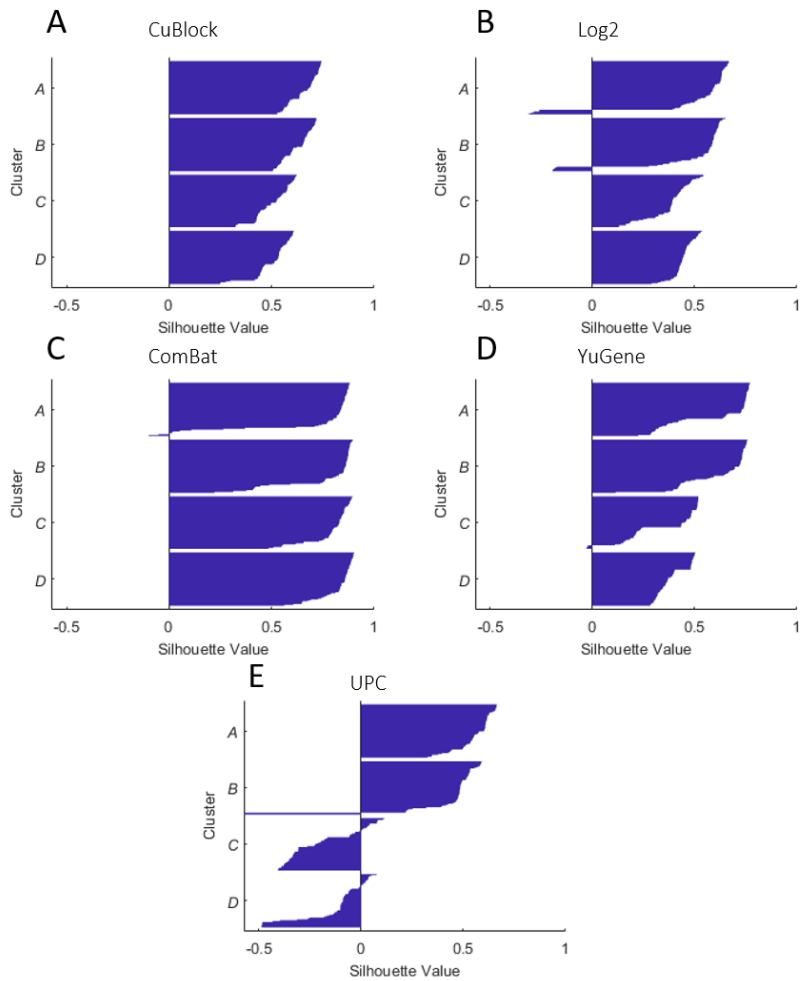 A CuBlock
Cluster
A
B
C
D
-0.5 0 0.5 1
Silhouette Value
B Log2
Cluster
A
B
C
D
-0.5 0 0.5 1
Silhouette Value
C ComBat
Cluster
A
B
C
D
-0.5 0 0.5 1
Silhouette Value
D YuGene
Cluster
A
B
C
D
-0.5 0 0.5 1
Silhouette Value
E UPC
Cluster
A
B
C
D
-0.5 0 0.5 1
Silhouette Value